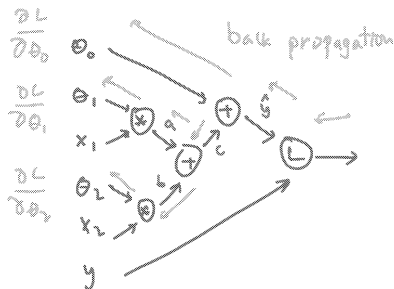 ∂L/∂θ₀ θ₀ back propagation
∂L/∂θ₁ θ₁ * a + ŷ
x₁ + c L
∂L/∂θ₂ θ₂ b
x₂ *
y